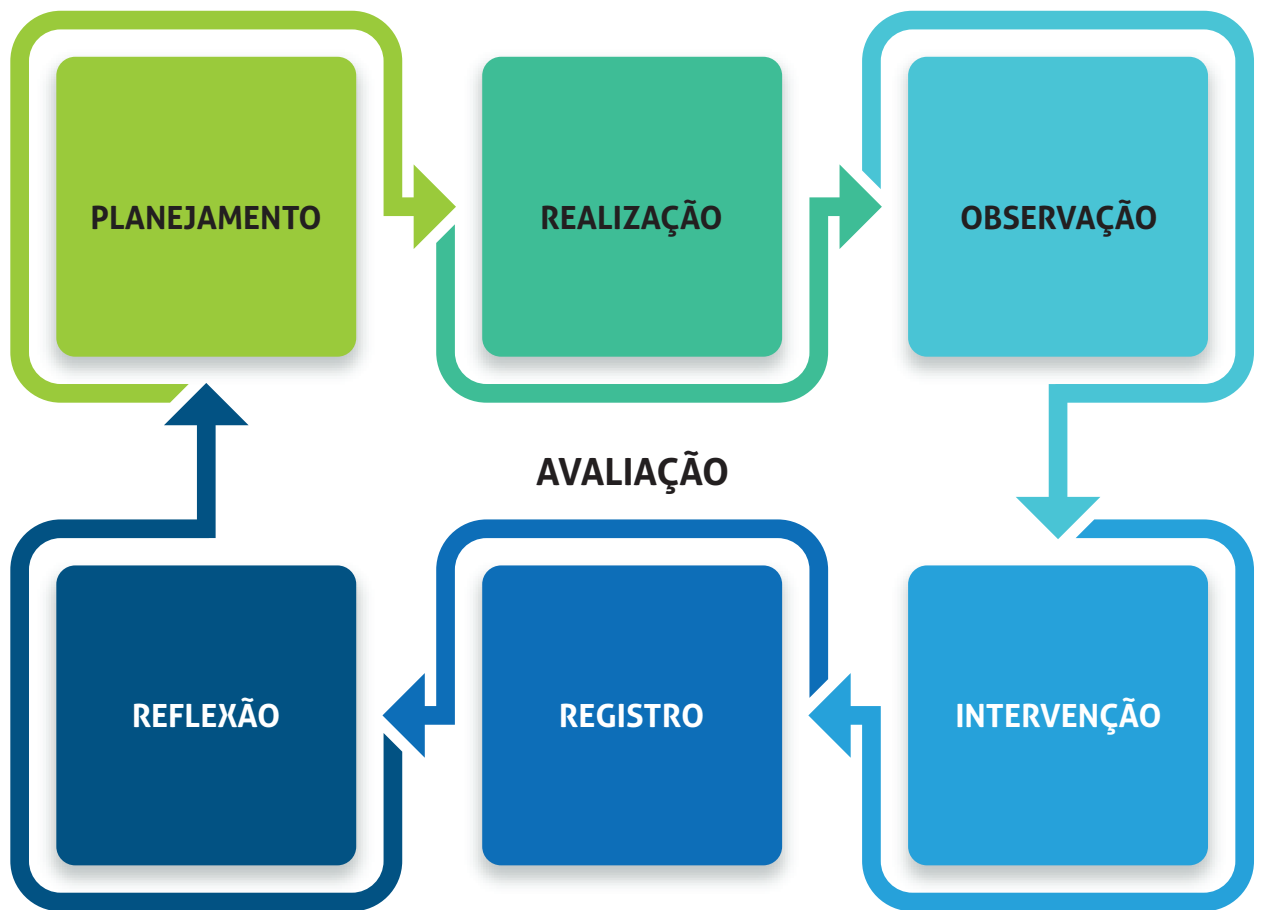 PLANEJAMENTO
REALIZAÇÃO
OBSERVAÇÃO
AVALIAÇÃO
REFLEXÃO
REGISTRO
INTERVENÇÃO